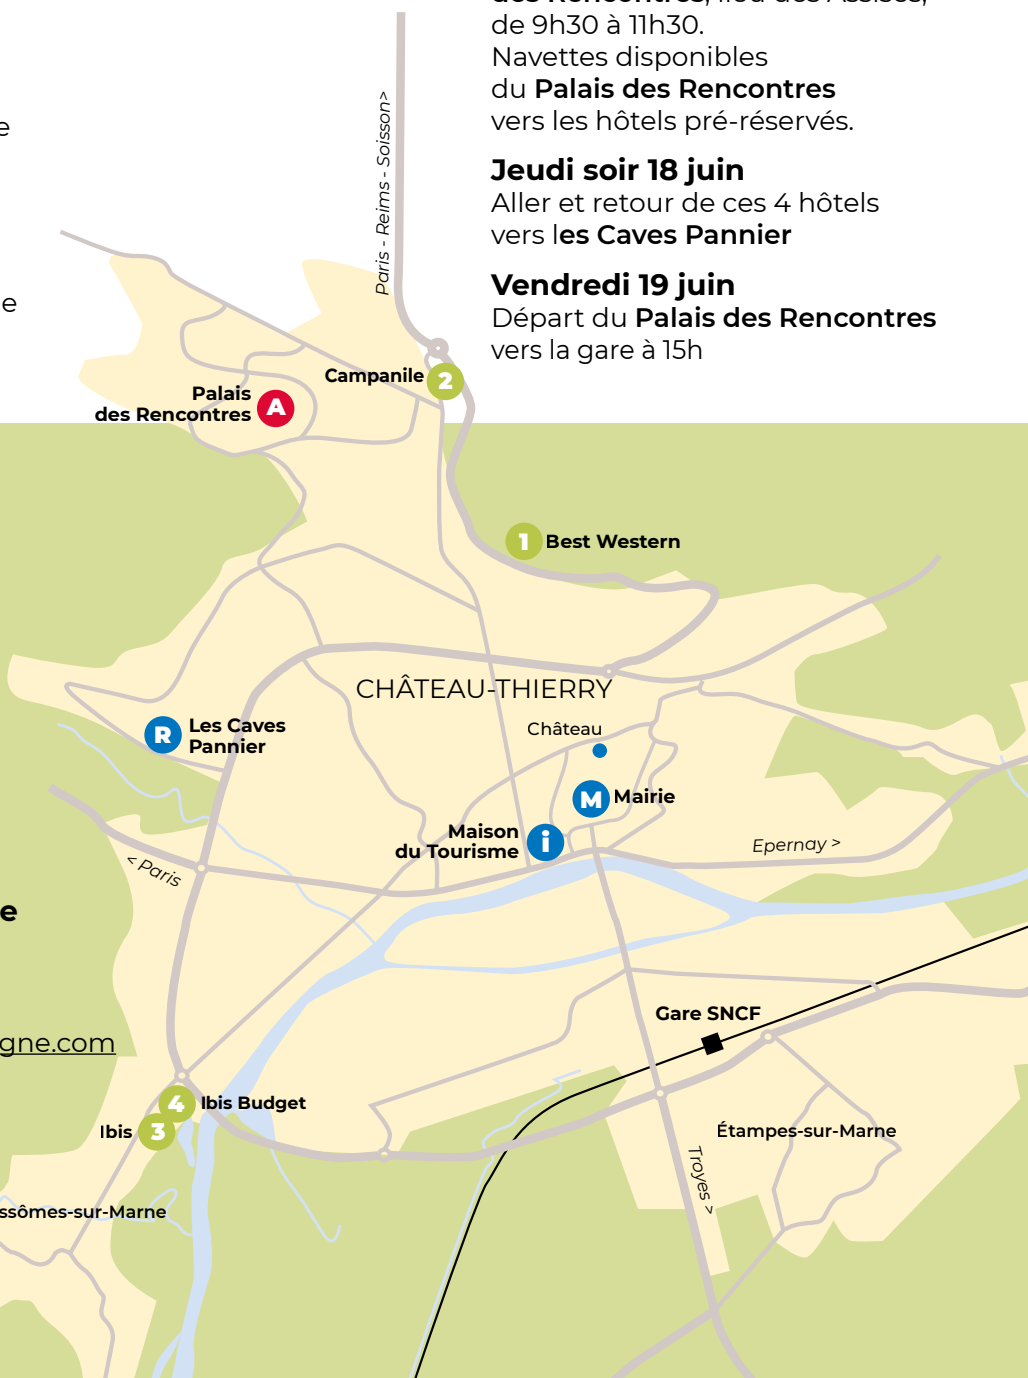 de 9h30 à 11h30.
Navettes disponibles
du Palais des Rencontres
vers les hôtels pré-réservés.
Jeudi soir 18 juin
Aller et retour de ces 4 hôtels
vers les Caves Pannier
Vendredi 19 juin
Départ du Palais des Rencontres
vers la gare à 15h
e
e
Paris - Reims - Soisson>
Campanile 2
Palais
des Rencontres A
1 Best Western
CHÂTEAU-THIERRY
R Les Caves
Pannier
Château
M Mairie
Maison
du Tourisme i
Epernay >
< Paris
e
Gare SNCF
gne.com
4 Ibis Budget
Ibis 3
Étampes-sur-Marne
Troyes >
ssômes-sur-Marne